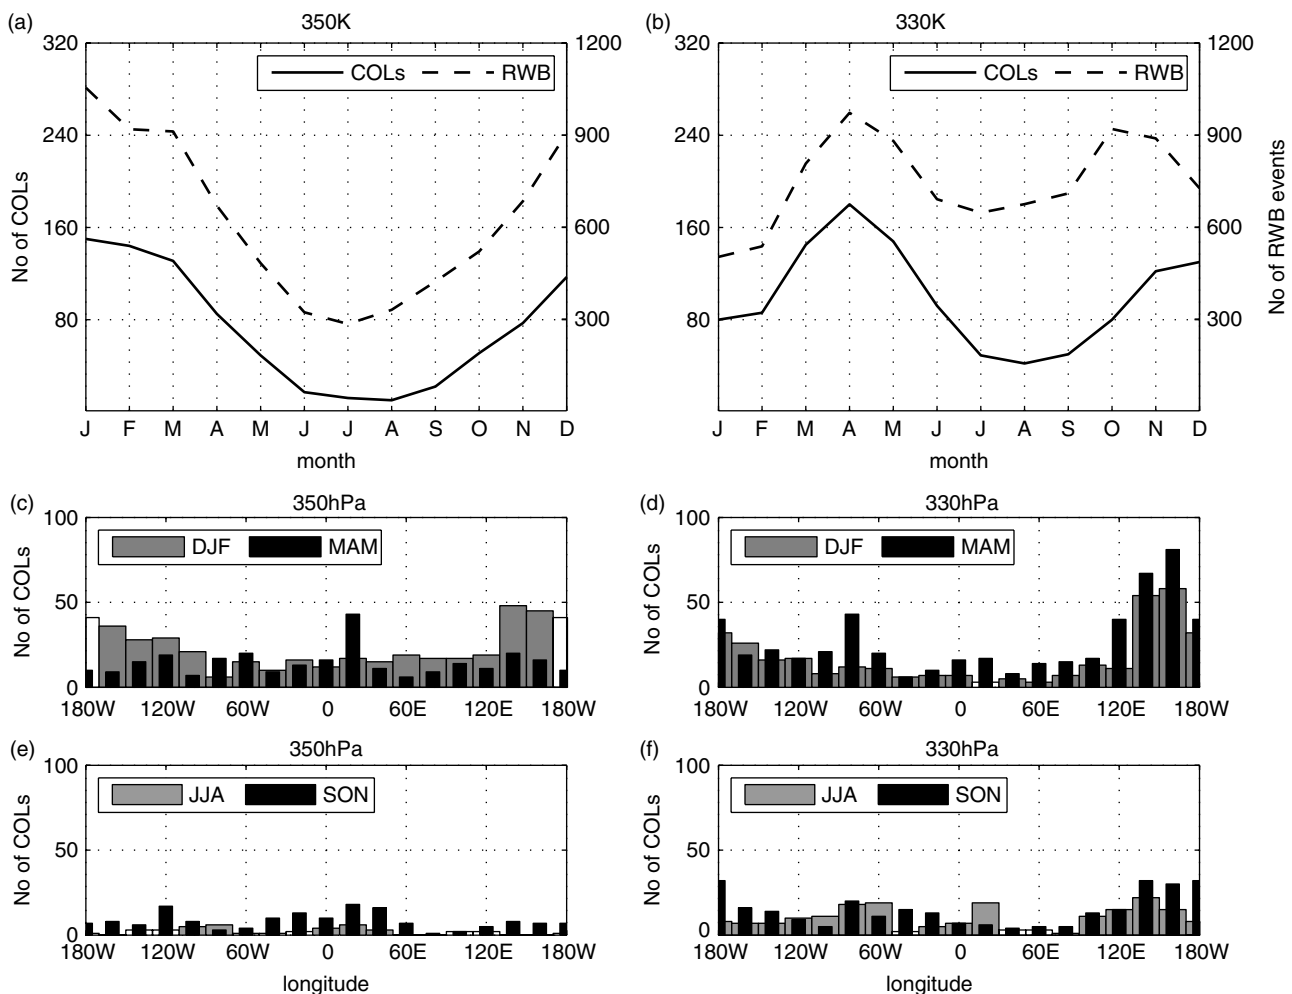 (a) 350K
320 1200
COLs RWB
240 900
160 600
80 300
No of COLs
J F M A M J J A S O N D
month
(b) 330K
320 1200
COLs RWB
240 900
160 600
80 300
No of RWB events
J F M A M J J A S O N D
month
(c) 350hPa
100
DJF MAM
50
0
No of COLs
180W 120W 60W 0 60E 120E 180W
(d) 330hPa
100
DJF MAM
50
0
No of COLs
180W 120W 60W 0 60E 120E 180W
(e) 350hPa
100
JJA SON
50
0
No of COLs
180W 120W 60W 0 60E 120E 180W
longitude
(f) 330hPa
100
JJA SON
50
0
No of COLs
180W 120W 60W 0 60E 120E 180W
longitude